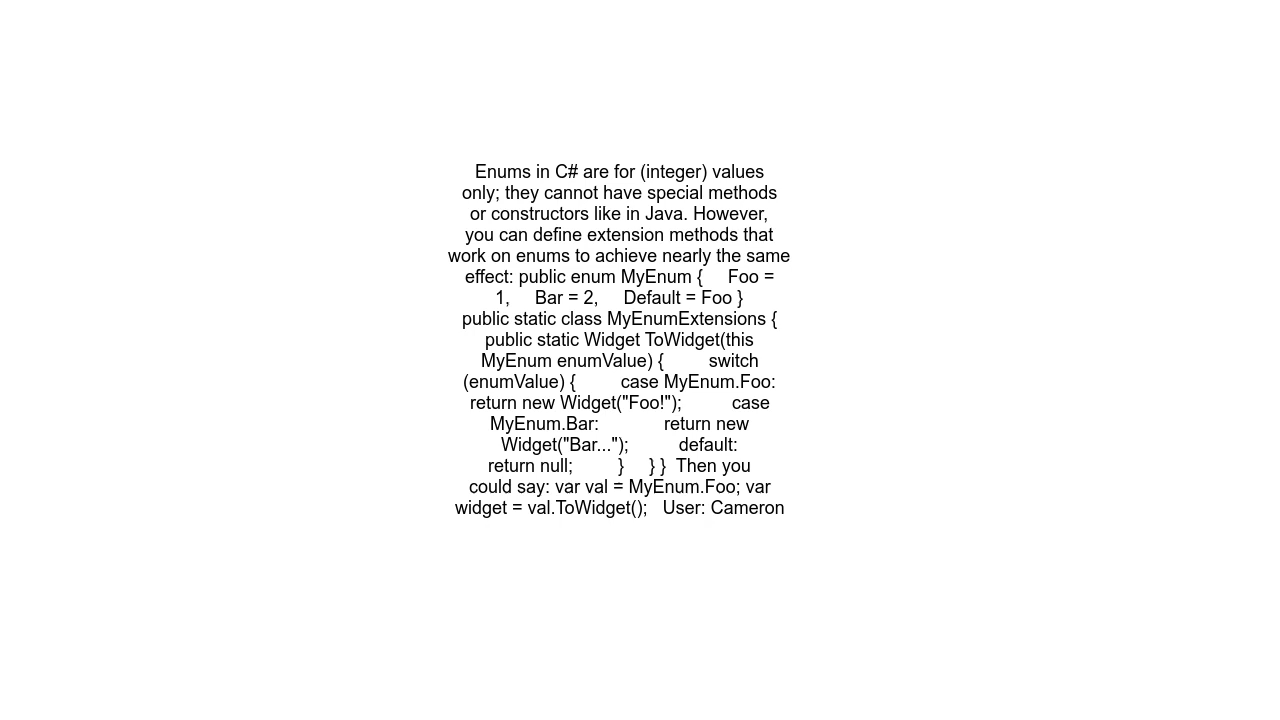 Enums in C# are for (integer) values
only; they cannot have special methods
or constructors like in Java. However,
you can define extension methods that
work on enums to achieve nearly the same
effect: public enum MyEnum {     Foo =
1,     Bar = 2,     Default = Foo }
public static class MyEnumExtensions {
public static Widget ToWidget(this
MyEnum enumValue) {         switch
(enumValue) {         case MyEnum.Foo:
return new Widget("Foo!");          case
MyEnum.Bar:             return new
Widget("Bar...");          default:
return null;         }     } }  Then you
could say: var val = MyEnum.Foo; var
widget = val.ToWidget();   User: Cameron